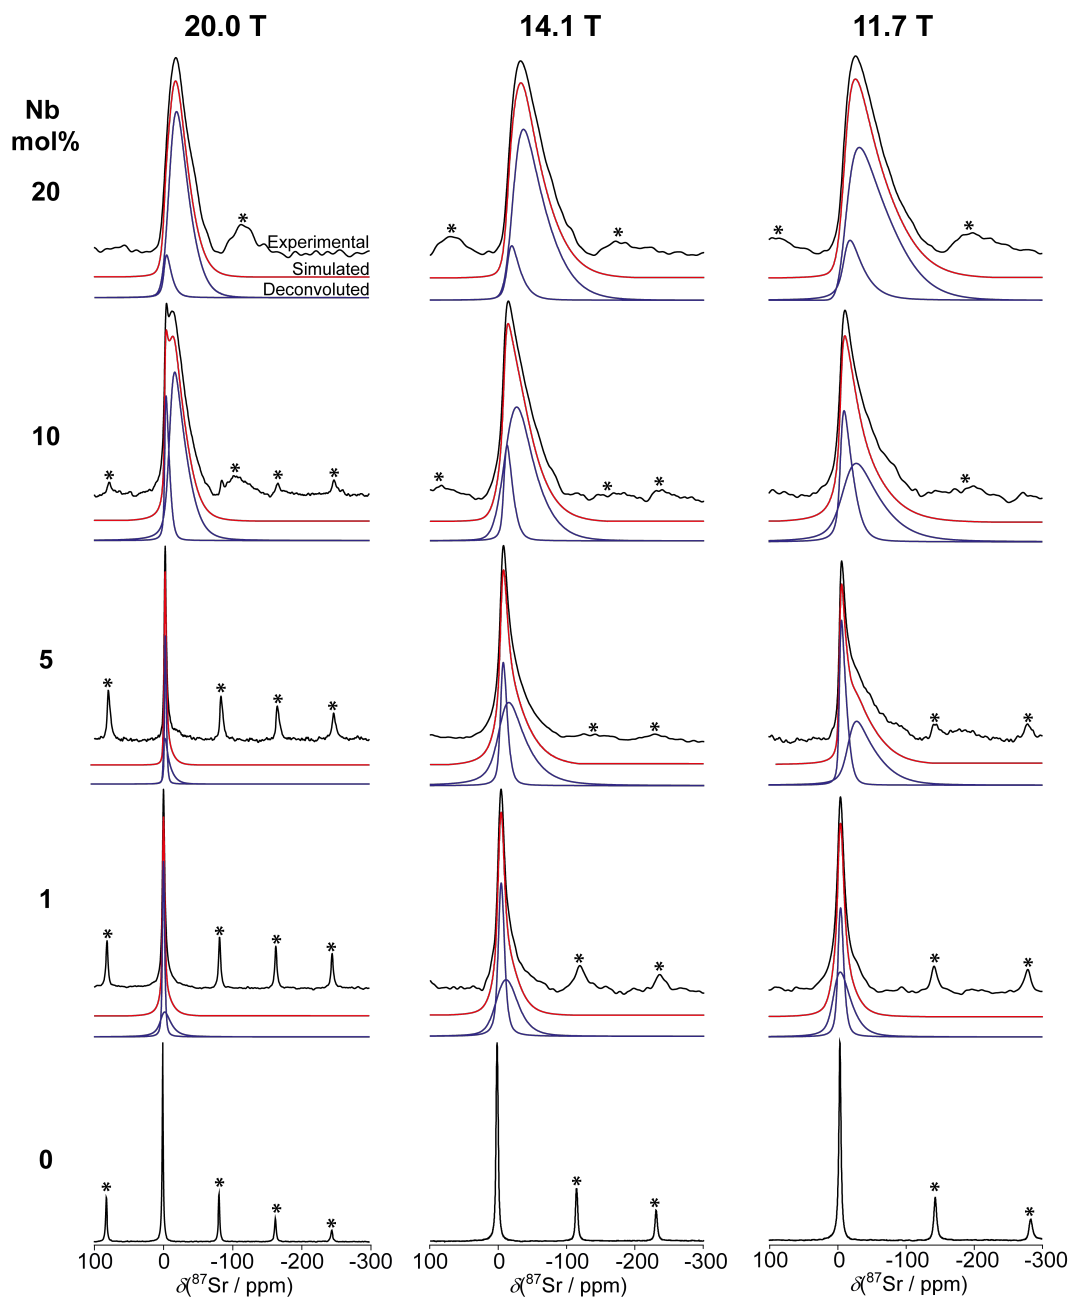 20.0 T 14.1 T 11.7 T
Nb
mol%
20
* * * * *
Experimental
Simulated
Deconvoluted
10
* * * * * * * *
5
* * * * * * * *
1
* * * * * * * *
0
* * * * * * * *
100 0 -100 -200 -300 100 0 -100 -200 -300 100 0 -100 -200 -300
δ(⁸⁷Sr / ppm) δ(⁸⁷Sr / ppm) δ(⁸⁷Sr / ppm)